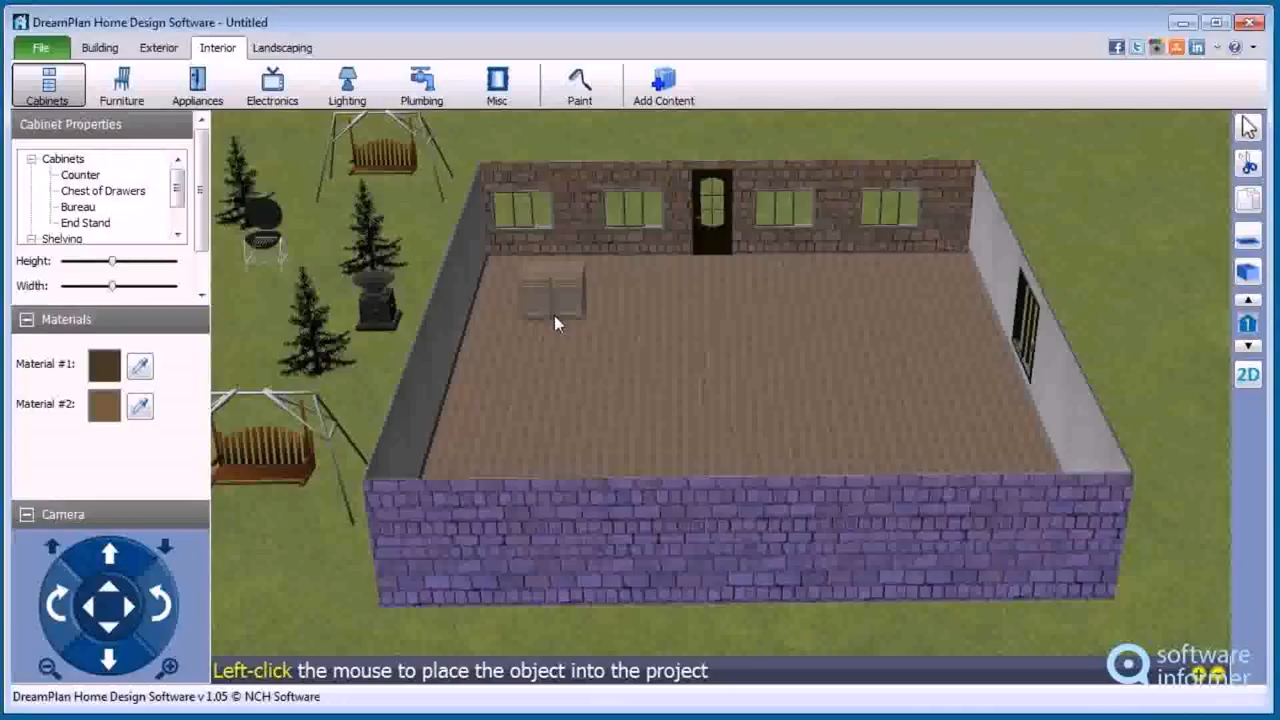 DreamPlan Home Design Software - Untitled
File Building Exterior Interior Landscaping
Cabinets Furniture Appliances Electronics Lighting Plumbing Misc Paint Add Content
Cabinet Properties
Cabinets
Counter
Chest of Drawers
Bureau
End Stand
Shelving
Height:
Width:
Materials
Material #1:
Material #2:
Camera
1
2D
Left-click the mouse to place the object into the project
software
informer
DreamPlan Home Design Software v 1.05 © NCH Software